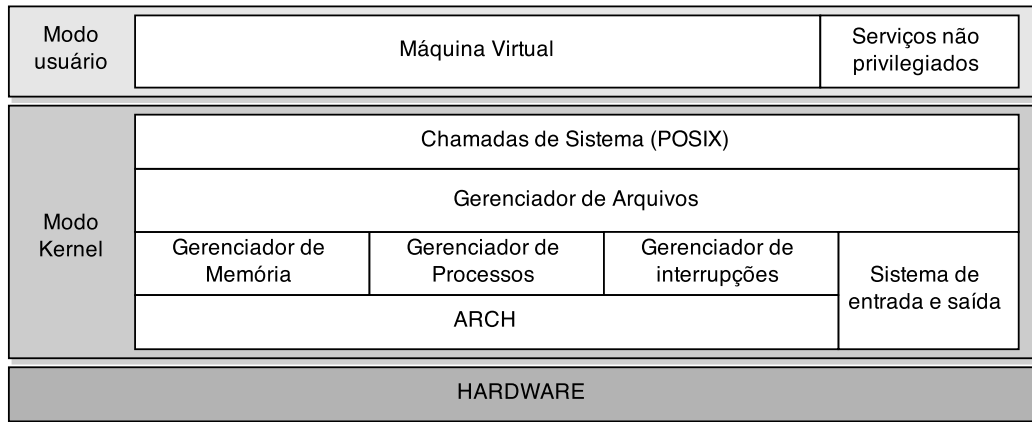 Modo
usuário
Máquina Virtual
Serviços não
privilegiados
Chamadas de Sistema (POSIX)
Gerenciador de Arquivos
Modo
Kernel
Gerenciador de
Memória
Gerenciador de
Processos
Gerenciador de
interrupções
Sistema de
entrada e saída
ARCH
HARDWARE